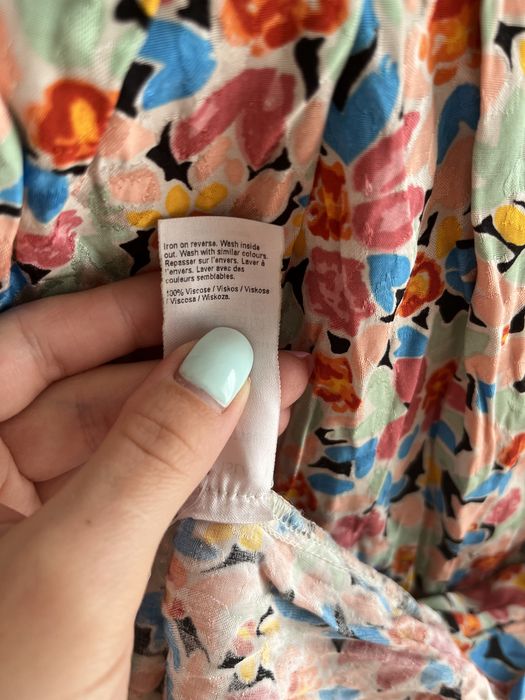 Iron on reverse. Wash inside
out. Wash with similar colours.
Repasser sur l'envers. Laver à
l'envers. Laver avec des
couleurs semblables.
100% Viscose / Viskos / Viskose
/ Viscosa / Wiskoza.